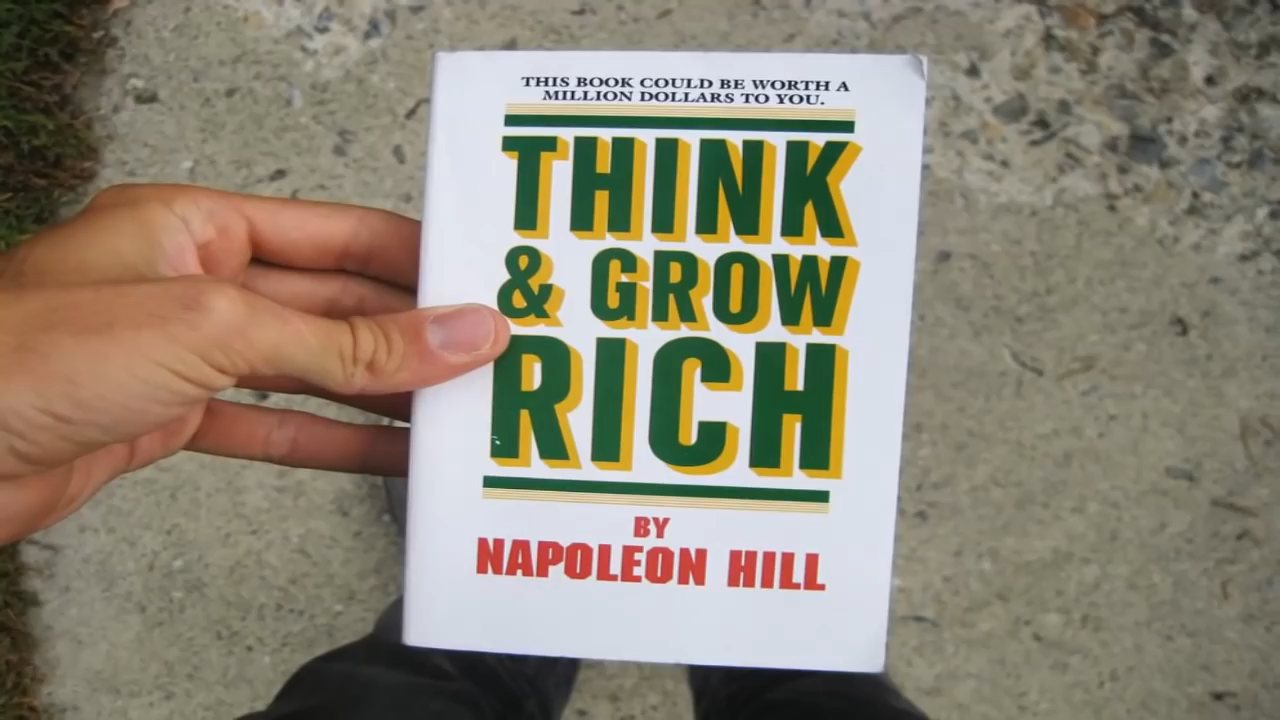 THIS BOOK COULD BE WORTH A
MILLION DOLLARS TO YOU.
THINK
& GROW
RICH
BY
NAPOLEON HILL